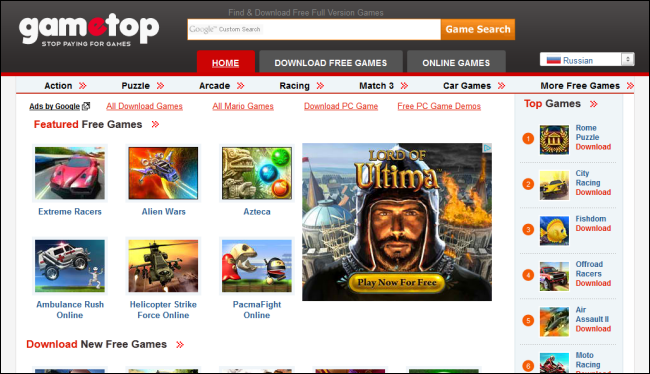 Find & Download Free Full Version Games
gametop
STOP PAYING FOR GAMES
Google™ Custom Search
Game Search
HOME
DOWNLOAD FREE GAMES
ONLINE GAMES
Russian
Action
Puzzle
Arcade
Racing
Match 3
Car Games
More Free Games
Ads by Google
All Download Games
All Mario Games
Download PC Game
Free PC Game Demos
Featured Free Games
Extreme Racers
Alien Wars
Azteca
Ambulance Rush
Online
Helicopter Strike
Force Online
PacmaFight
Online
LORD OF
Ultima
Play Now For Free
Download New Free Games
Top Games
1
Rome
Puzzle
Download
2
City
Racing
Download
3
Fishdom
Download
4
Offroad
Racers
Download
5
Air
Assault II
Download
6
Moto
Racing
Download